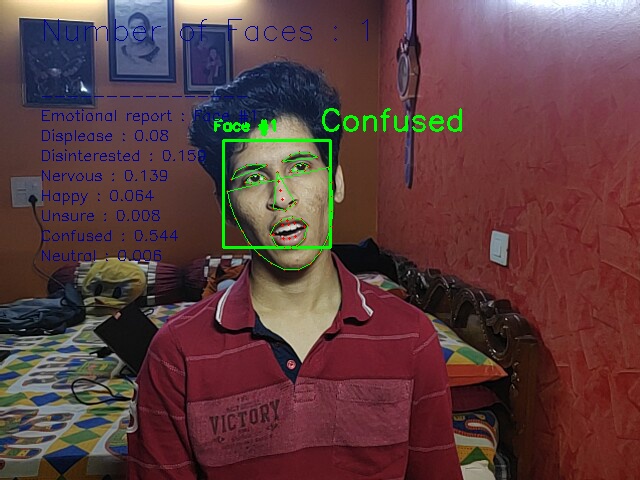 Number of Faces : 1
Emotional report : Face #1
Displease : 0.08
Disinterested : 0.159
Nervous : 0.139
Happy : 0.064
Unsure : 0.008
Confused : 0.544
Neutral : 0.006
Face #1
Confused
VICTORY